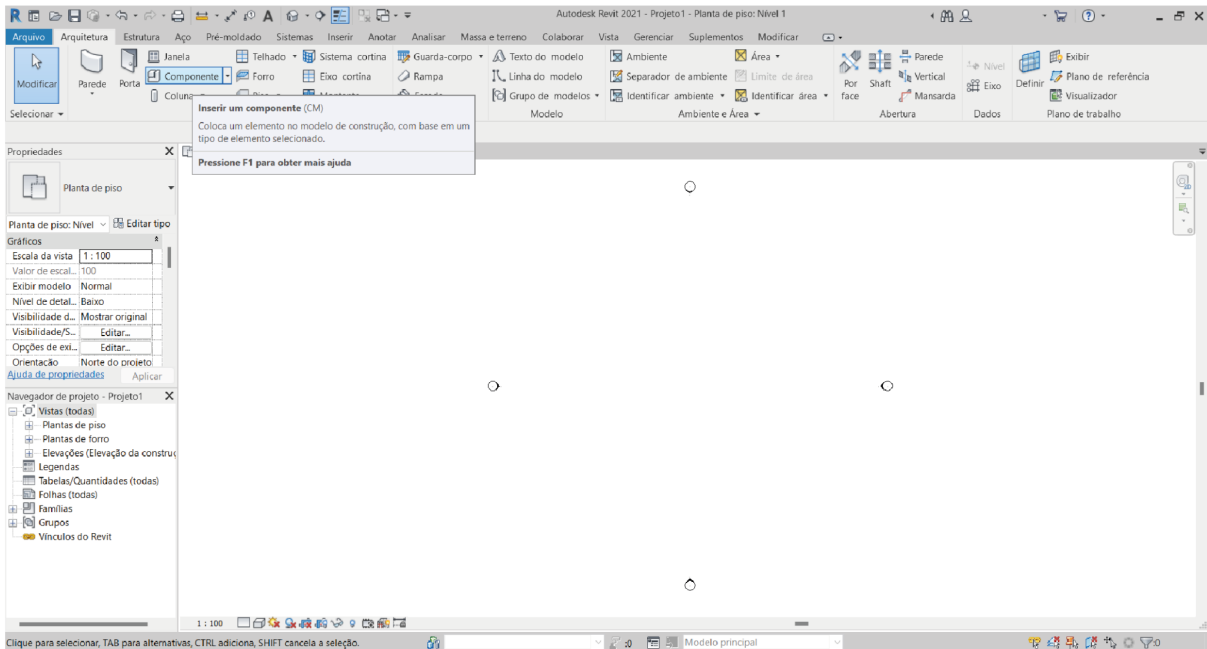 Autodesk Revit 2021 - Projeto1 - Planta de piso: Nível 1
Arquivo Arquitetura Estrutura Aço Pré-moldado Sistemas Inserir Anotar Analisar Massa e terreno Colaborar Vista Gerenciar Suplementos Modificar
Modificar
Parede
Porta
Janela
Componente
Coluna
Telhado
Forro
Sistema cortina
Eixo cortina
Guarda-corpo
Rampa
Texto do modelo
Linha do modelo
Grupo de modelos
Ambiente
Separador de ambiente
Identificar ambiente
Área
Limite de área
Identificar área
Por face
Shaft
Parede
Vertical
Mansarda
Nível
Eixo
Definir
Exibir
Plano de referência
Visualizador
Selecionar
Modelo
Ambiente e Área
Abertura
Dados
Plano de trabalho
Inserir um componente (CM)
Coloca um elemento no modelo de construção, com base em um
tipo de elemento selecionado.
Pressione F1 para obter mais ajuda
Propriedades
Planta de piso
Planta de piso: Nível Editar tipo
Gráficos
Escala da vista 1 : 100
Valor de escal... 100
Exibir modelo Normal
Nível de detal... Baixo
Visibilidade d... Mostrar original
Visibilidade/S... Editar...
Opções de exi... Editar...
Orientação Norte do projeto
Ajuda de propriedades Aplicar
Navegador de projeto - Projeto1
Vistas (todas)
Plantas de piso
Plantas de forro
Elevações (Elevação da construç
Legendas
Tabelas/Quantidades (todas)
Folhas (todas)
Famílias
Grupos
Vínculos do Revit
1 : 100
Clique para selecionar, TAB para alternativas, CTRL adiciona, SHIFT cancela a seleção.
:0
Modelo principal
:0